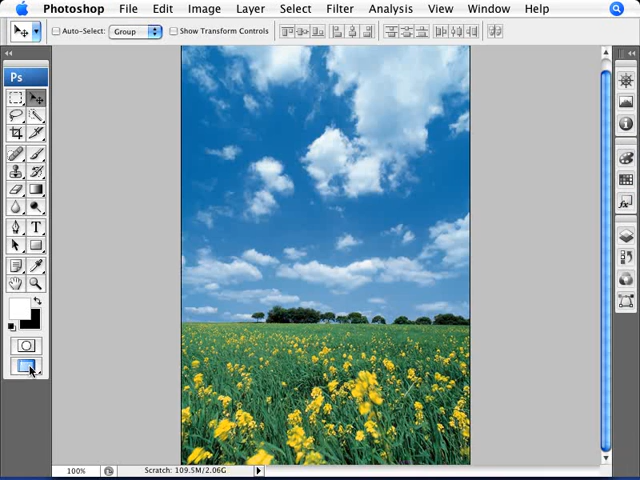 Photoshop File Edit Image Layer Select Filter Analysis View Window Help
Auto-Select: Group Show Transform Controls
Ps
T
100% Scratch: 109.5M/2.06G